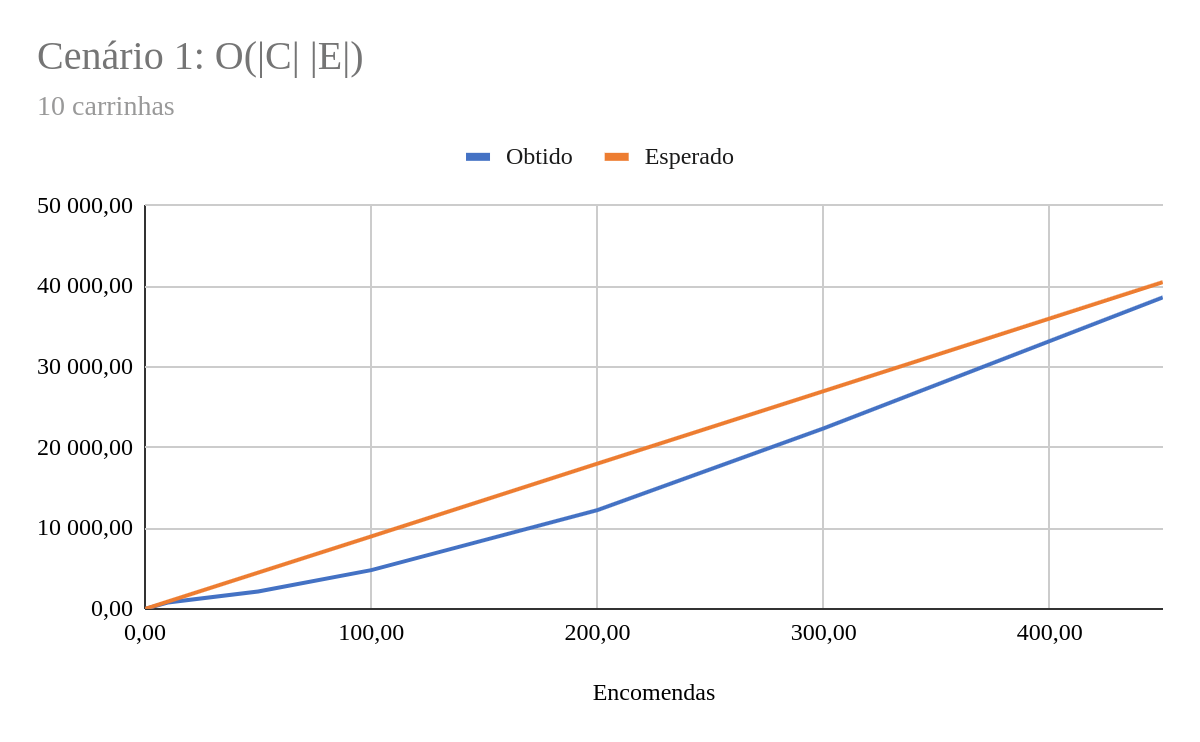 Cenário 1: O(|C| |E|)
10 carrinhas
Obtido Esperado
50 000,00
40 000,00
30 000,00
20 000,00
10 000,00
0,00
0,00 100,00 200,00 300,00 400,00
Encomendas